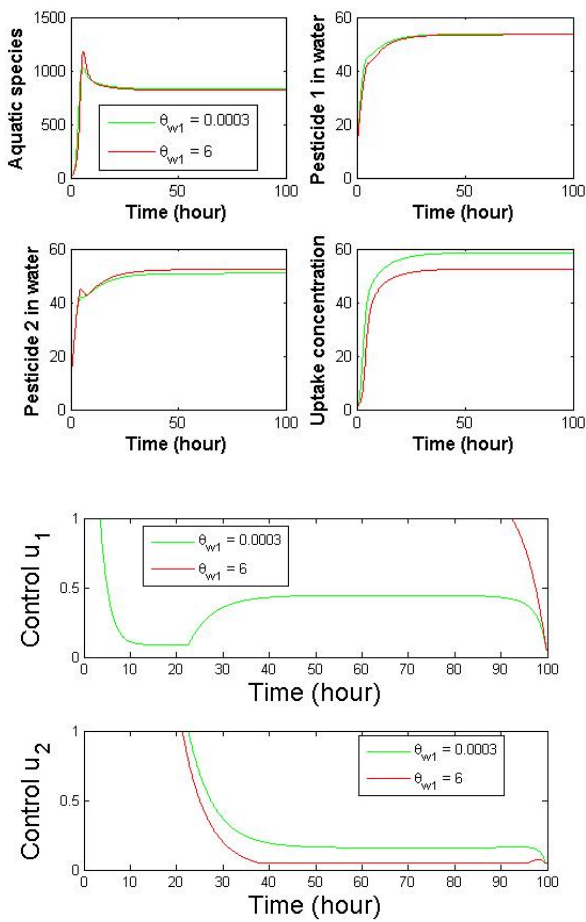 1500
1000
500
0
Aquatic species
θw1 = 0.0003
θw1 = 6
0 50 100
Time (hour)
60
40
20
0
Pesticide 1 in water
0 50 100
Time (hour)
60
40
20
0
Pesticide 2 in water
0 50 100
Time (hour)
60
40
20
0
Uptake concentration
0 50 100
Time (hour)
1
0.5
0
Control u1
θw1 = 0.0003
θw1 = 6
0 10 20 30 40 50 60 70 80 90 100
Time (hour)
1
0.5
0
Control u2
θw1 = 0.0003
θw1 = 6
0 10 20 30 40 50 60 70 80 90 100
Time (hour)